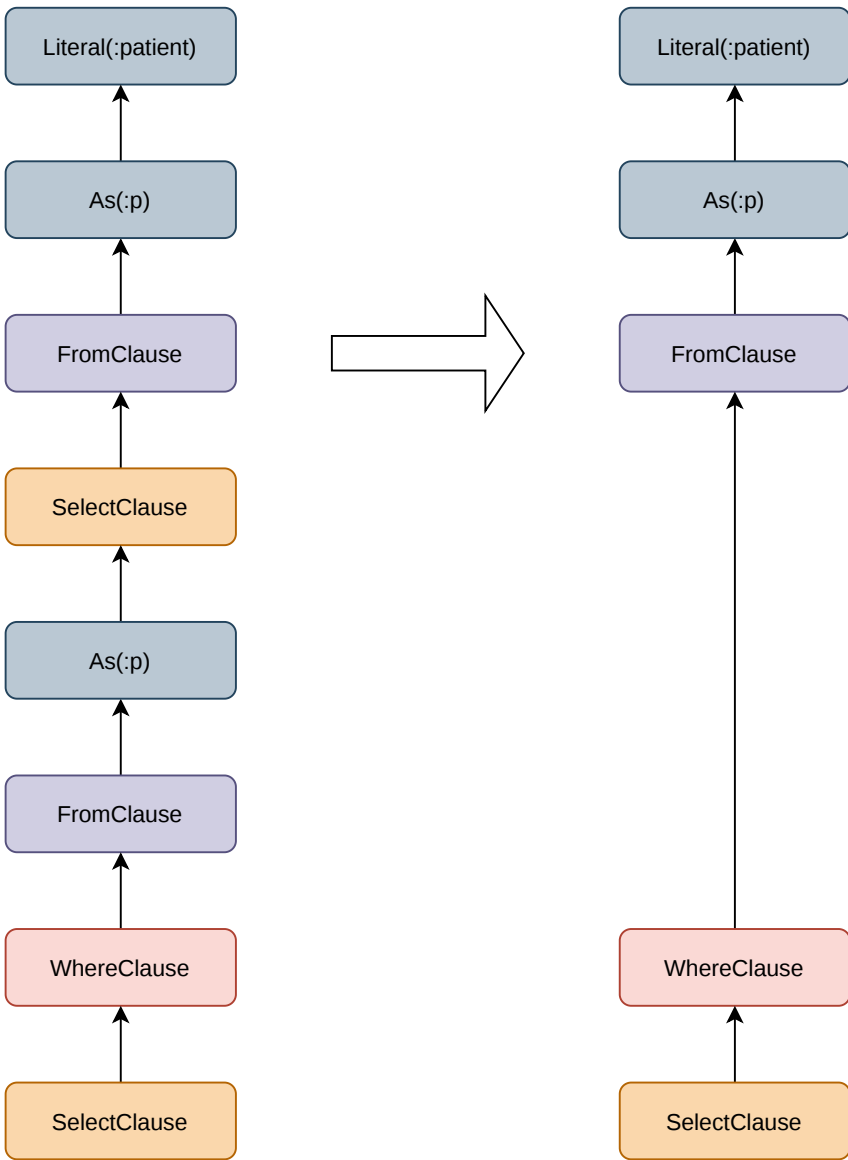 Literal(:patient)
As(:p)
FromClause
SelectClause
As(:p)
FromClause
WhereClause
SelectClause
Literal(:patient)
As(:p)
FromClause
WhereClause
SelectClause